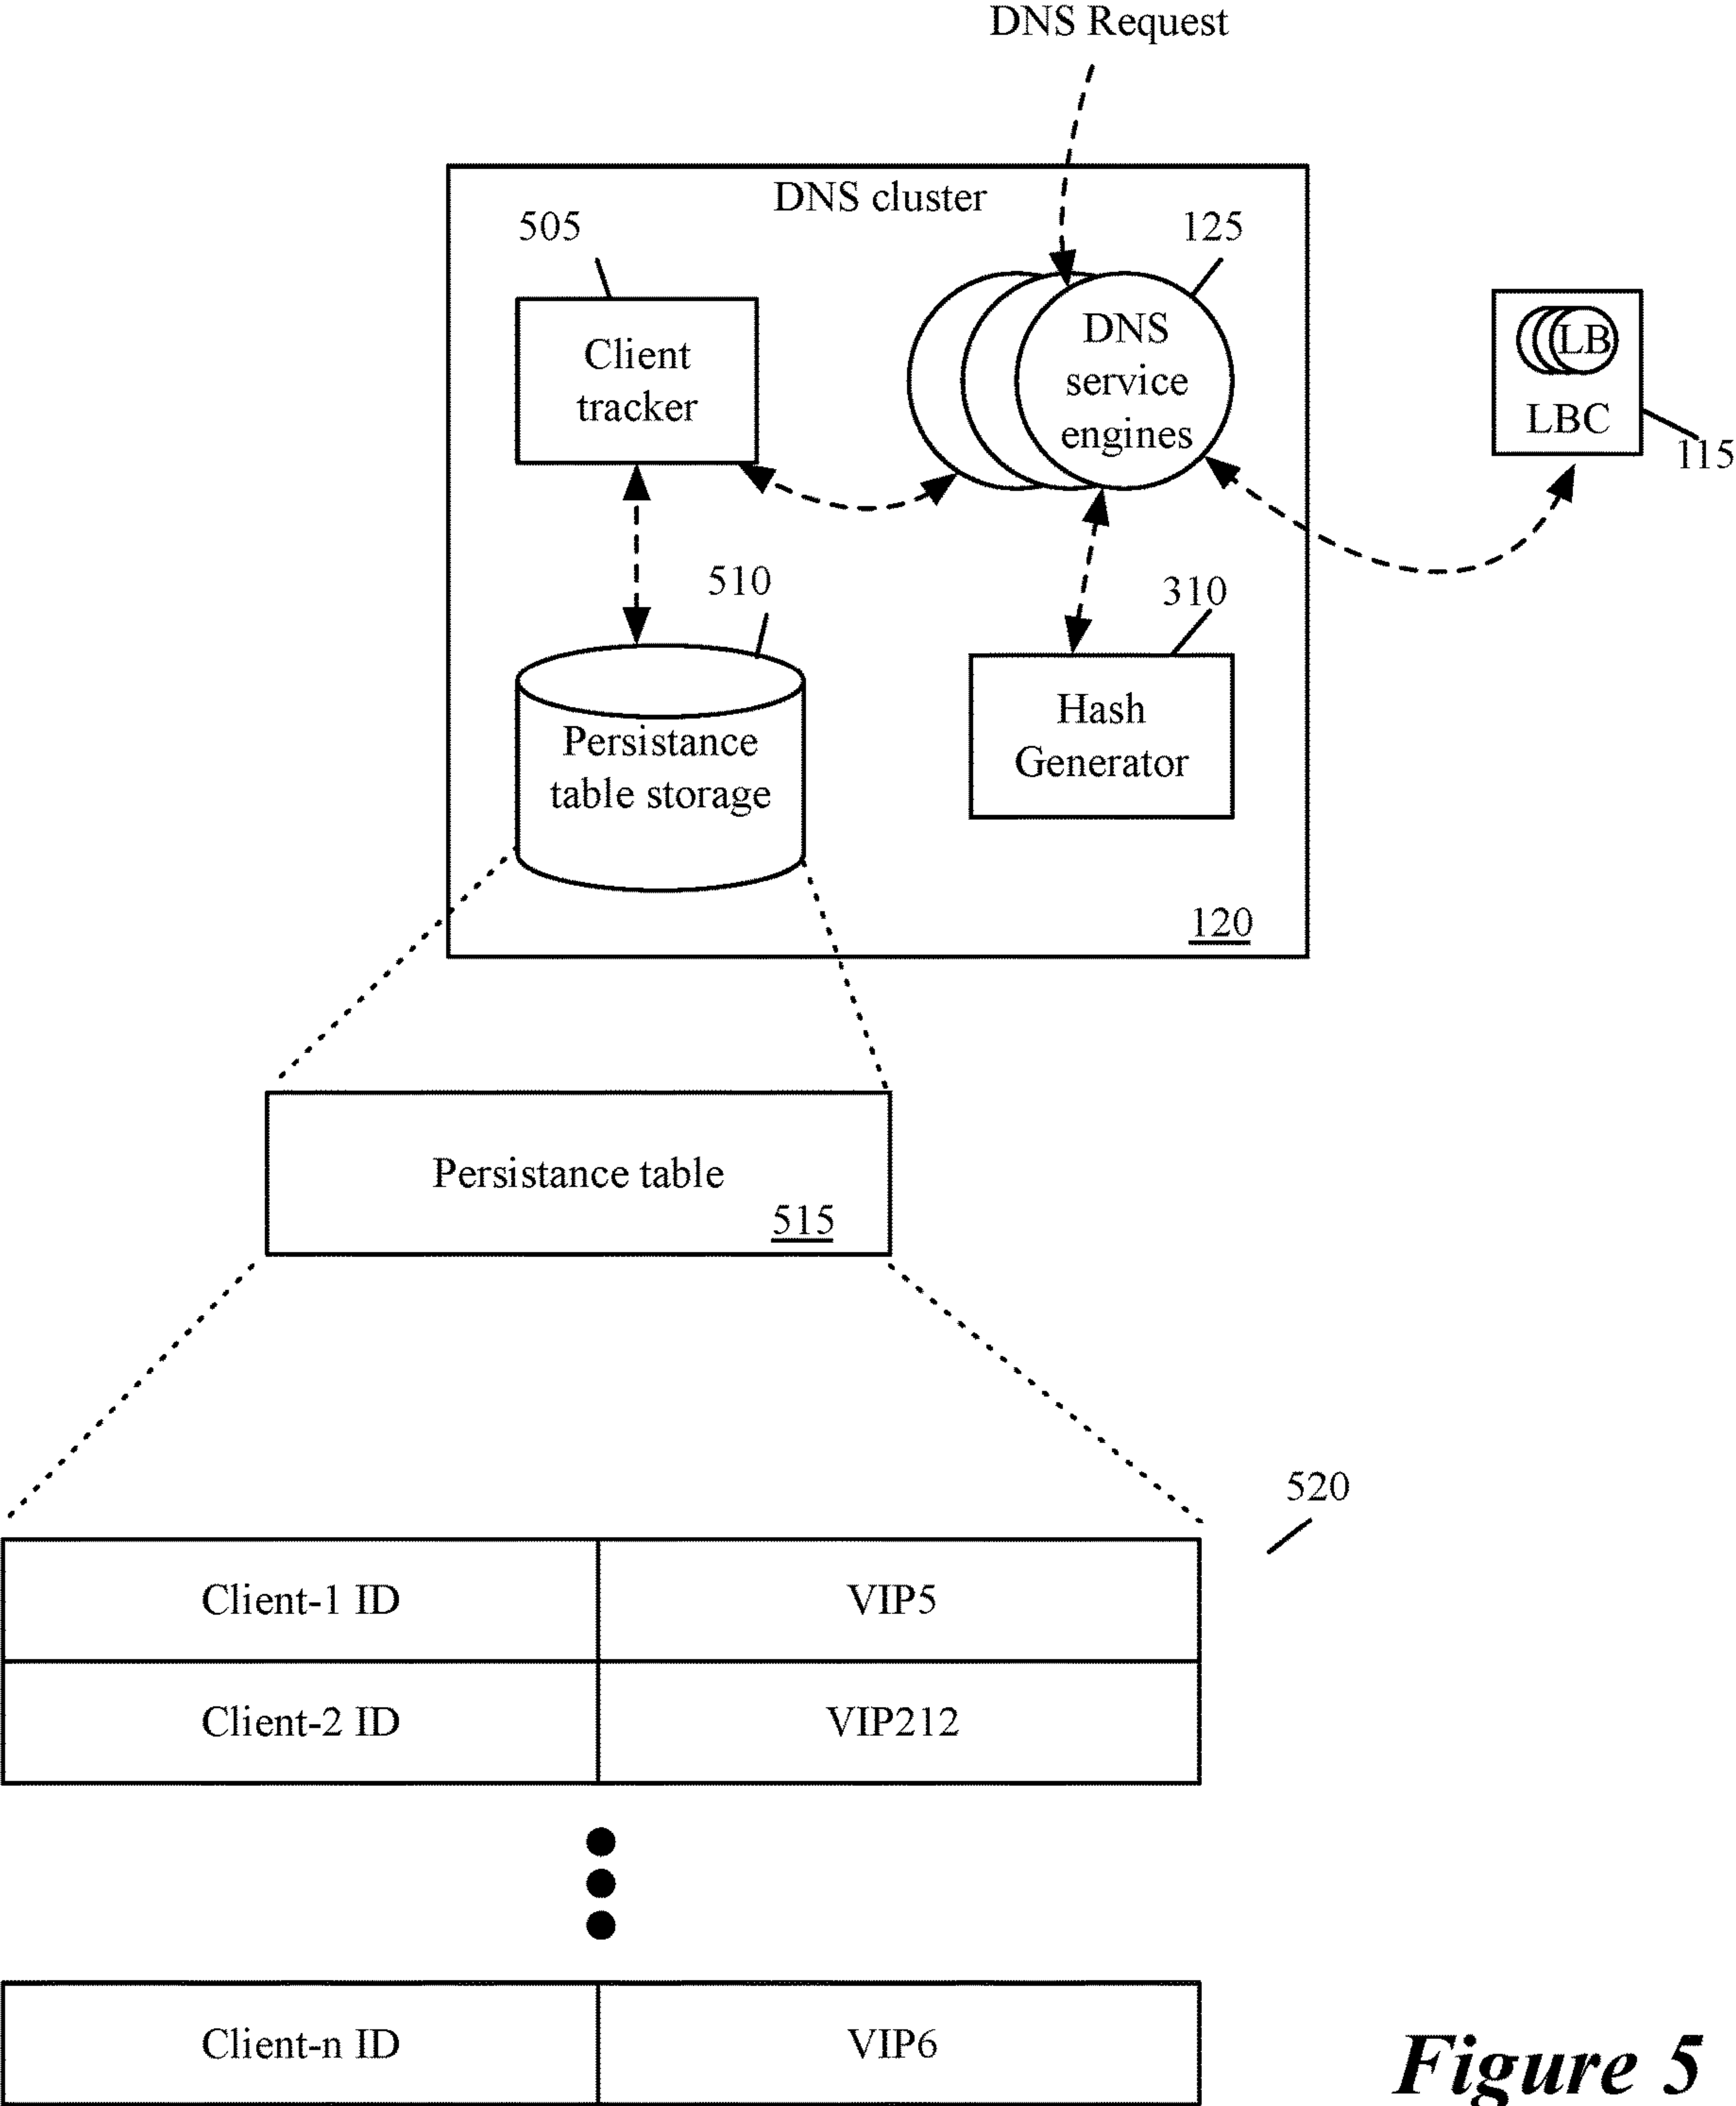 DNS Request
DNS cluster
505
125
Client
tracker
DNS
service
engines
LB
LBC
115
510
310
Persistance
table storage
Hash
Generator
120
Persistance table
515
520
Client-1 ID
VIP5
Client-2 ID
VIP212
Client-n ID
VIP6
Figure 5